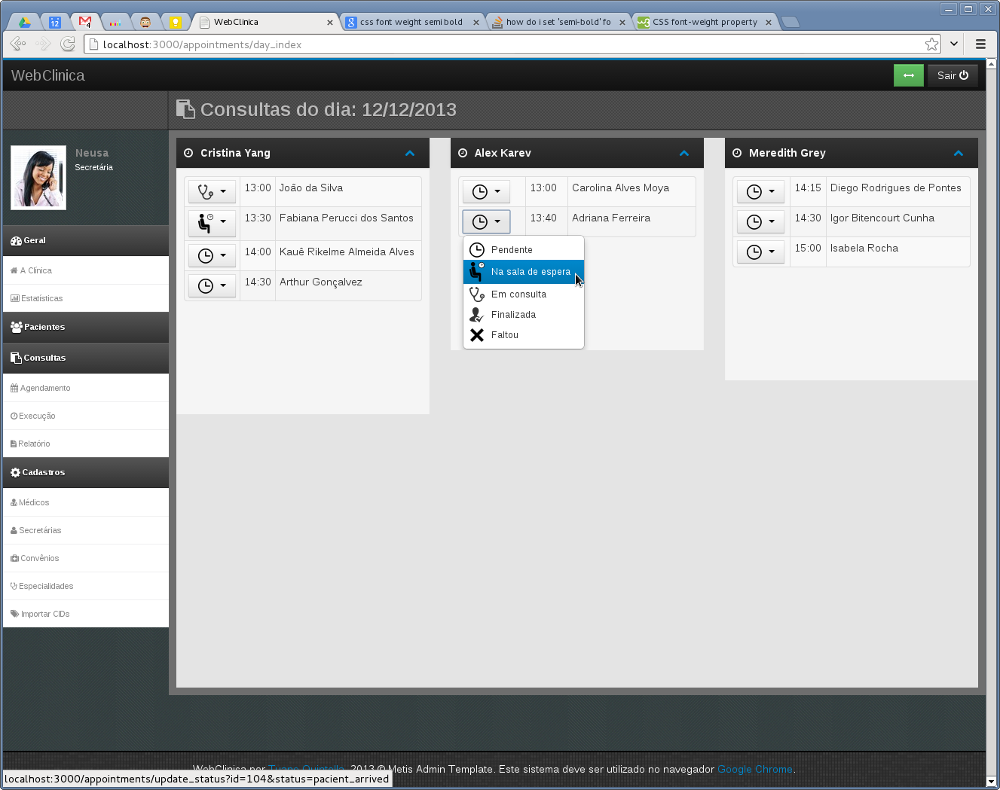 12
4
WebClinica
css font weight semi bold
how do i set 'semi-bold' fo
CSS font-weight property
localhost:3000/appointments/day_index
WebClinica
Sair
Consultas do dia: 12/12/2013
Neusa
Secretária
Geral
A Clínica
Estatísticas
Pacientes
Consultas
Agendamento
Execução
Relatório
Cadastros
Médicos
Secretárias
Convênios
Especialidades
Importar CIDs
Cristina Yang
13:00 João da Silva
13:30 Fabiana Perucci dos Santos
14:00 Kauê Rikelme Almeida Alves
14:30 Arthur Gonçalvez
Alex Karev
13:00 Carolina Alves Moya
13:40 Adriana Ferreira
Pendente
Na sala de espera
Em consulta
Finalizada
Faltou
Meredith Grey
14:15 Diego Rodrigues de Pontes
14:30 Igor Bitencourt Cunha
15:00 Isabela Rocha
WebClinica por 2013 © Metis Admin Template. Este sistema deve ser utilizado no navegador Google Chrome.
localhost:3000/appointments/update_status?id=104&status=pacient_arrived